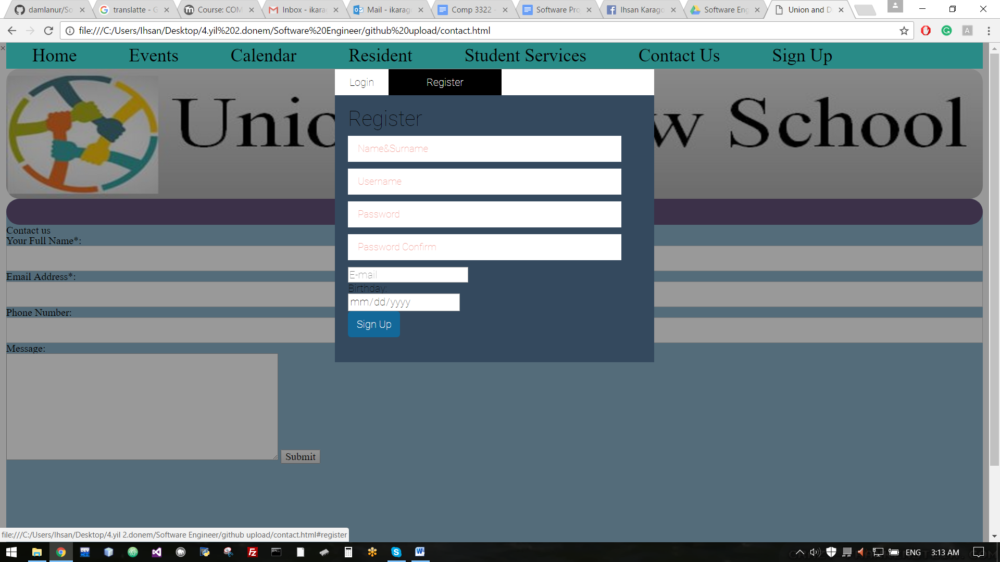 damlanur/So
translatte - G
Course: COM
Inbox - ikarag
Mail - ikarago
Comp 3322 -
Software Pro
Ihsan Karago
Software Eng
Union and D
file:///C:/Users/Ihsan/Desktop/4.yil%202.donem/Software%20Engineer/github%20upload/contact.html
Home Events Calendar Resident Student Services Contact Us Sign Up
Login Register
Unio w School
Register
Name&Surname
Username
Password
Password Confirm
E-mail
Birthday:
mm/dd/yyyy
Sign Up
Contact us
Your Full Name*:
Email Address*:
Phone Number:
Message:
Submit
file:///C:/Users/Ihsan/Desktop/4.yil 2.donem/Software Engineer/github upload/contact.html#register
ENG 3:13 AM